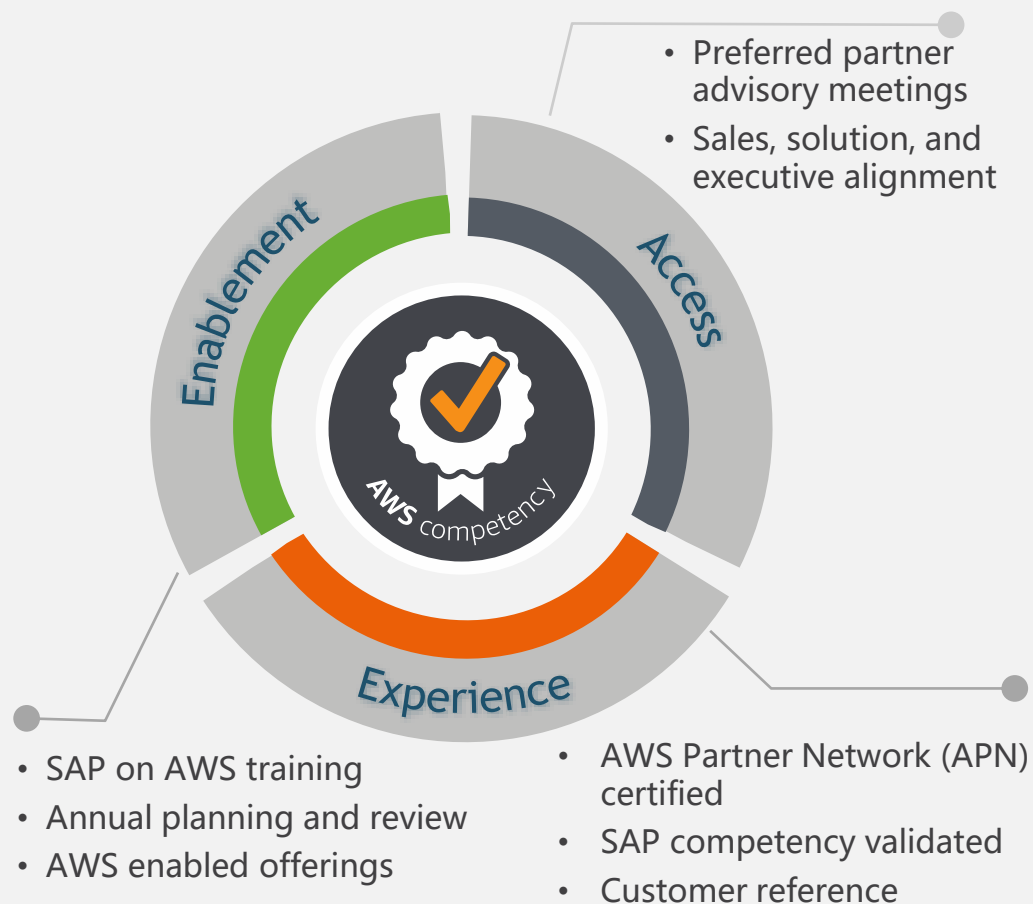 • Preferred partner
advisory meetings
• Sales, solution, and
executive alignment
Enablement
Access
AWS competency
Experience
• SAP on AWS training
• Annual planning and review
• AWS enabled offerings
• AWS Partner Network (APN)
certified
• SAP competency validated
• Customer reference